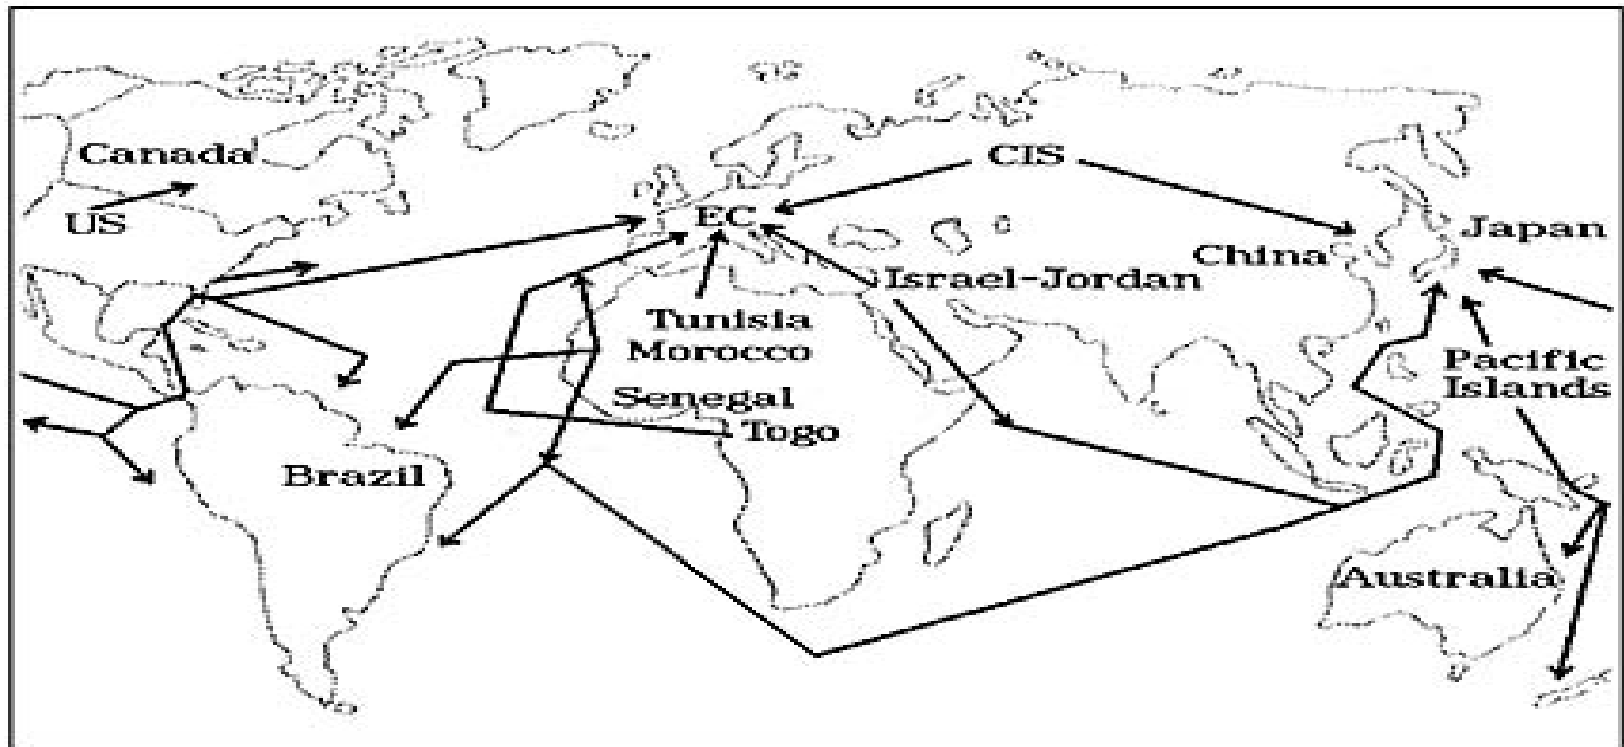 Canada
CIS
US
EC
Japan
China
Israel-Jordan
Tunisia
Morocco
Pacific
Islands
Senegal
Togo
Brazil
Australia